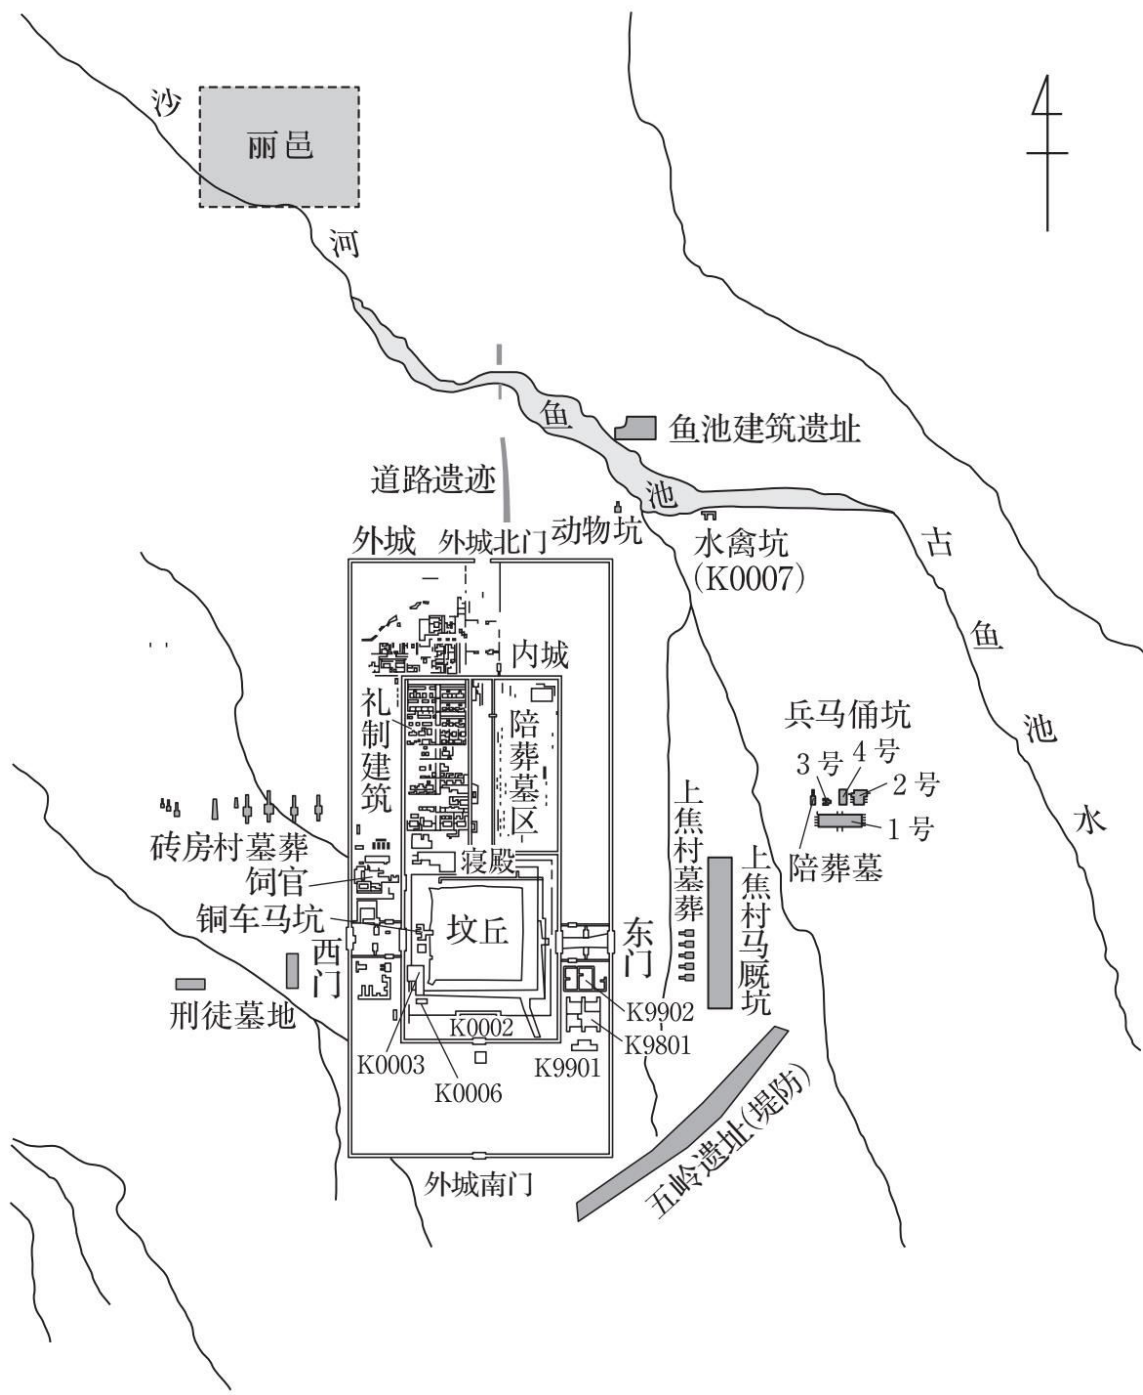 沙河
丽邑
鱼池
鱼池建筑遗址
道路遗迹
外城
外城北门
动物坑
水禽坑
(K0007)
古鱼池水
内城
礼制建筑
陪葬墓区
兵马俑坑
3号
4号
2号
1号
陪葬墓
上焦村墓葬
上焦村马厩坑
砖房村墓葬
饲官
寝殿
铜车马坑
坟丘
西门
东门
刑徒墓地
K9902
K0002
K9801
K0003
K9901
K0006
五岭遗址(堤防)
外城南门